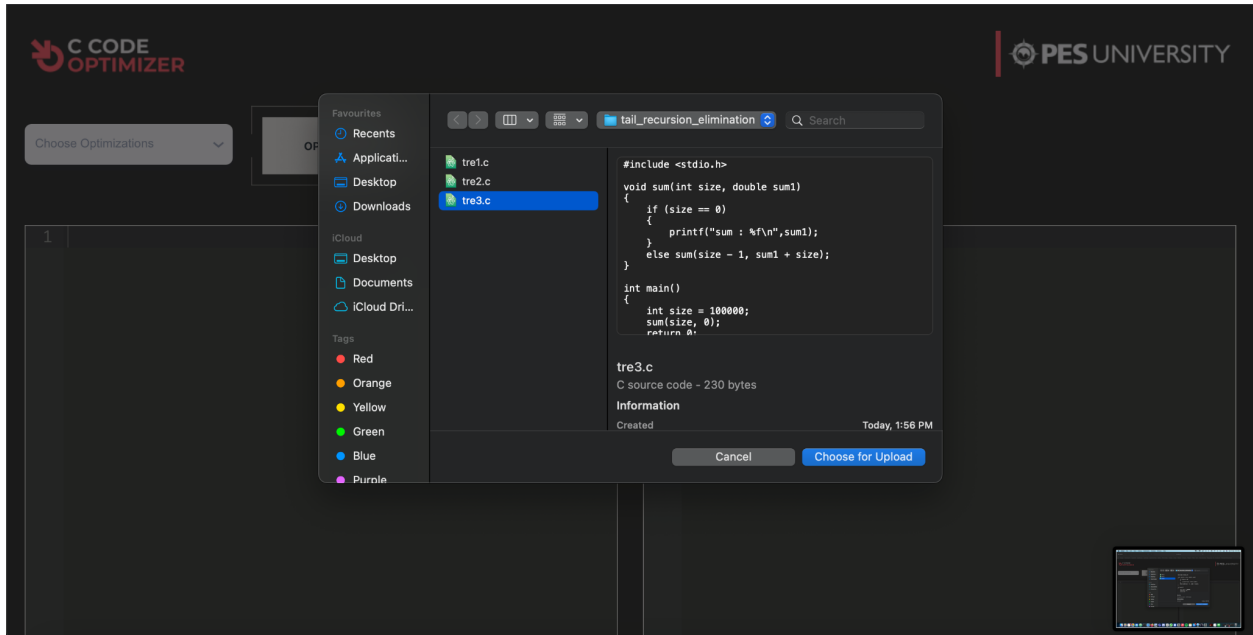 C CODE
OPTIMIZER
PES UNIVERSITY
Choose Optimizations
OP
1
Favourites
Recents
Applicati...
Desktop
Downloads
iCloud
Desktop
Documents
iCloud Dri...
Tags
Red
Orange
Yellow
Green
Blue
Purple
tail_recursion_elimination
Search
tre1.c
tre2.c
tre3.c
#include <stdio.h>
void sum(int size, double sum1)
{
if (size == 0)
{
printf("sum : %f\n",sum1);
}
else sum(size - 1, sum1 + size);
}
int main()
{
int size = 100000;
sum(size, 0);
return 0;
tre3.c
C source code - 230 bytes
Information
Created Today, 1:56 PM
Cancel
Choose for Upload